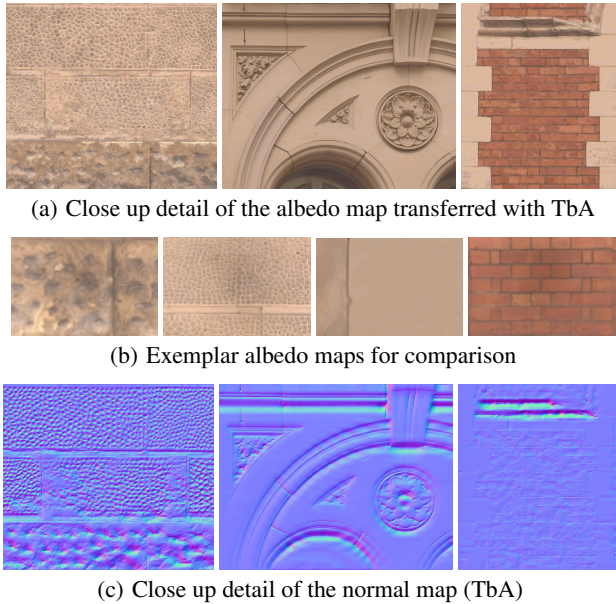 (a) Close up detail of the albedo map transferred with TbA
(b) Exemplar albedo maps for comparison
(c) Close up detail of the normal map (TbA)